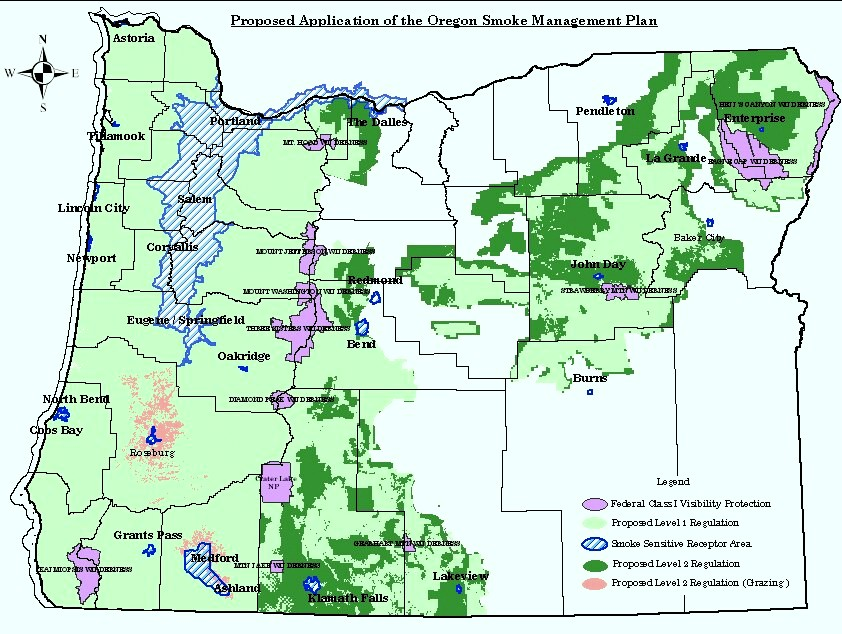 Proposed Application of the Oregon Smoke Management Plan
N
W E
S
Astoria
Tillamook
Portland
The Dalles
MT. HOOD WILDERNESS
Pendleton
HELL'S CANYON WILDERNESS
Enterprise
La Grande
EAGLE CAP WILDERNESS
Lincoln City
Salem
Newport
Corvallis
Baker City
MOUNT JEFFERSON WILDERNESS
Redmond
John Day
MOUNT WASHINGTON WILDERNESS
STRAWBERRY MTN WILDERNESS
Eugene/Springfield
THREE SISTERS WILDERNESS
Bend
Oakridge
Burns
North Bend
DIAMOND PEAK WILDERNESS
Coos Bay
Roseburg
Crater Lake
NP
Grants Pass
GEARHART MTN WILDERNESS
Medford
KALMIOPSIS WILDERNESS
MTN LAKE WILDERNESS
Lakeview
Ashland
Klamath Falls
Legend
Federal Class I Visibility Protection
Proposed Level 1 Regulation
Smoke Sensitive Receptor Area
Proposed Level 2 Regulation
Proposed Level 2 Regulation (Grazing)